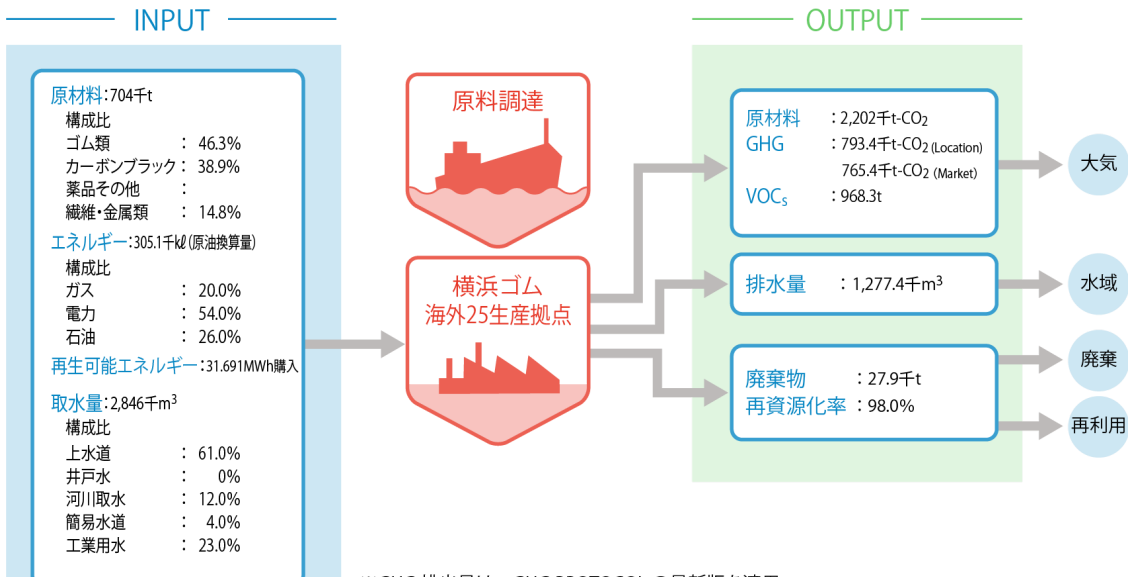 INPUT
原材料:704千t
構成比
ゴム類 : 46.3%
カーボンブラック : 38.9%
薬品その他 :
繊維・金属類 : 14.8%
エネルギー:305.1千kℓ(原油換算量)
構成比
ガス : 20.0%
電力 : 54.0%
石油 : 26.0%
再生可能エネルギー:31.691MWh購入
取水量:2,846千m³
構成比
上水道 : 61.0%
井戸水 : 0%
河川取水 : 12.0%
簡易水道 : 4.0%
工業用水 : 23.0%
原料調達
横浜ゴム
海外25生産拠点
OUTPUT
原材料 : 2,202千t-CO₂
GHG : 793.4千t-CO₂ (Location)
765.4千t-CO₂ (Market)
VOCs : 968.3t
排水量 : 1,277.4千m³
廃棄物 : 27.9千t
再資源化率 : 98.0%
大気
水域
廃棄
再利用